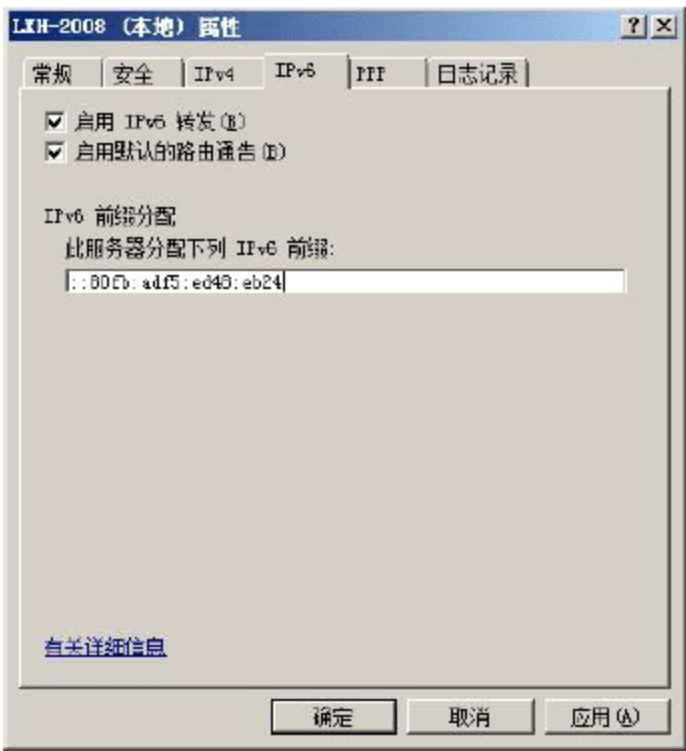 LXH-2008 (本地) 属性
常规 安全 IPv4 IPv6 PPP 日志记录
启用 IPv6 转发(R)
启用默认的路由通告(D)
IPv6 前缀分配
此服务器分配下列 IPv6 前缀:
::80fb:adf5:ed48:eb24
有关详细信息
确定 取消 应用(A)